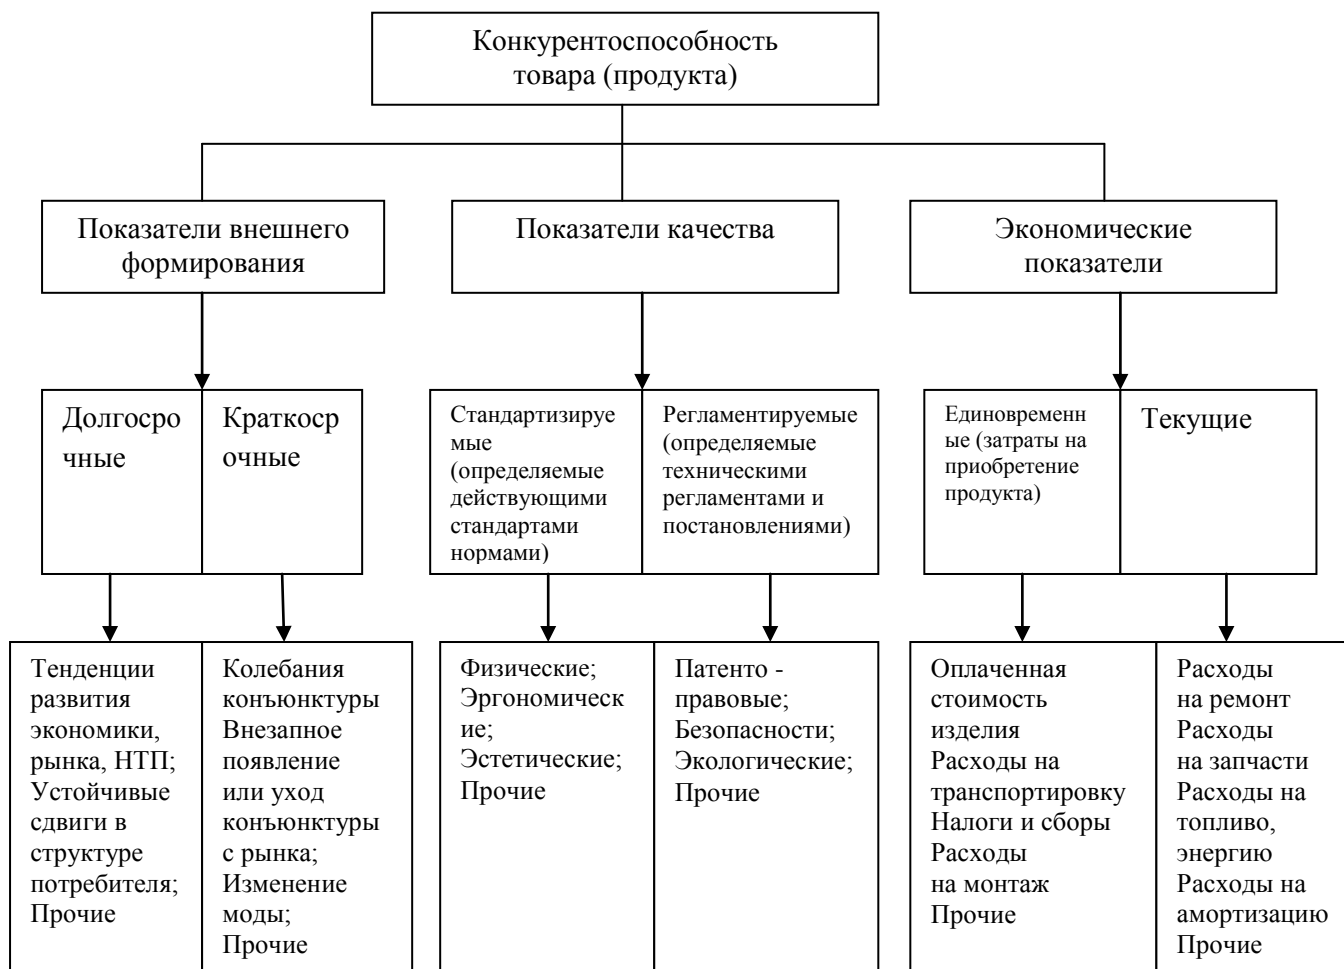 Конкурентоспособность
товара (продукта)
Показатели внешнего
формирования
Показатели качества
Экономические
показатели
Долгосро
чные
Краткоср
очные
Стандартизируе
мые
(определяемые
действующими
стандартами
нормами)
Регламентируемые
(определяемые
техническими
регламентами и
постановлениями)
Единовременн
ые (затраты на
приобретение
продукта)
Текущие
Тенденции
развития
экономики,
рынка, НТП;
Устойчивые
сдвиги в
структуре
потребителя;
Прочие
Колебания
конъюнктуры
Внезапное
появление
или уход
конъюнктуры
с рынка;
Изменение
моды;
Прочие
Физические;
Эргономическ
ие;
Эстетические;
Прочие
Патенто -
правовые;
Безопасности;
Экологические;
Прочие
Оплаченная
стоимость
изделия
Расходы на
транспортировку
Налоги и сборы
Расходы
на монтаж
Прочие
Расходы
на ремонт
Расходы
на запчасти
Расходы на
топливо,
энергию
Расходы на
амортизацию
Прочие